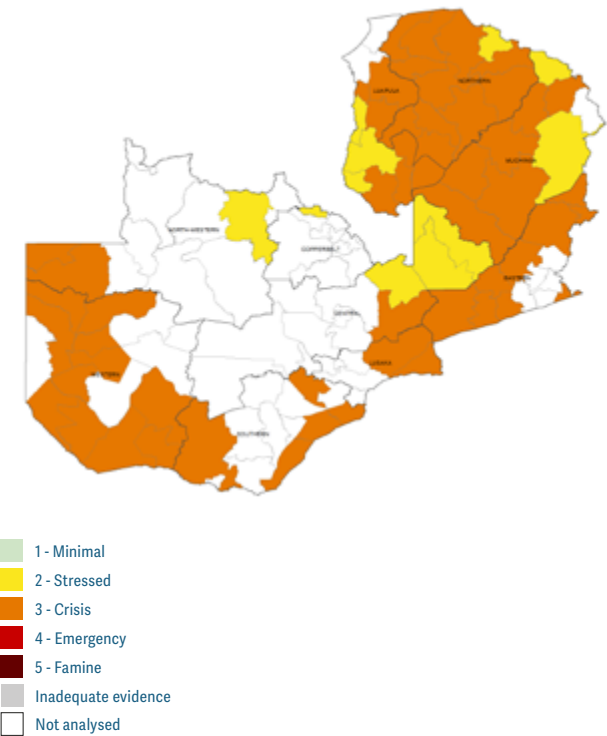 NORTHERN
LUAPULA
MUCHINGA
NORTH-WESTERN
COPPERBELT
EASTERN
CENTRAL
LUSAKA
WESTERN
SOUTHERN
1 - Minimal
2 - Stressed
3 - Crisis
4 - Emergency
5 - Famine
Inadequate evidence
Not analysed